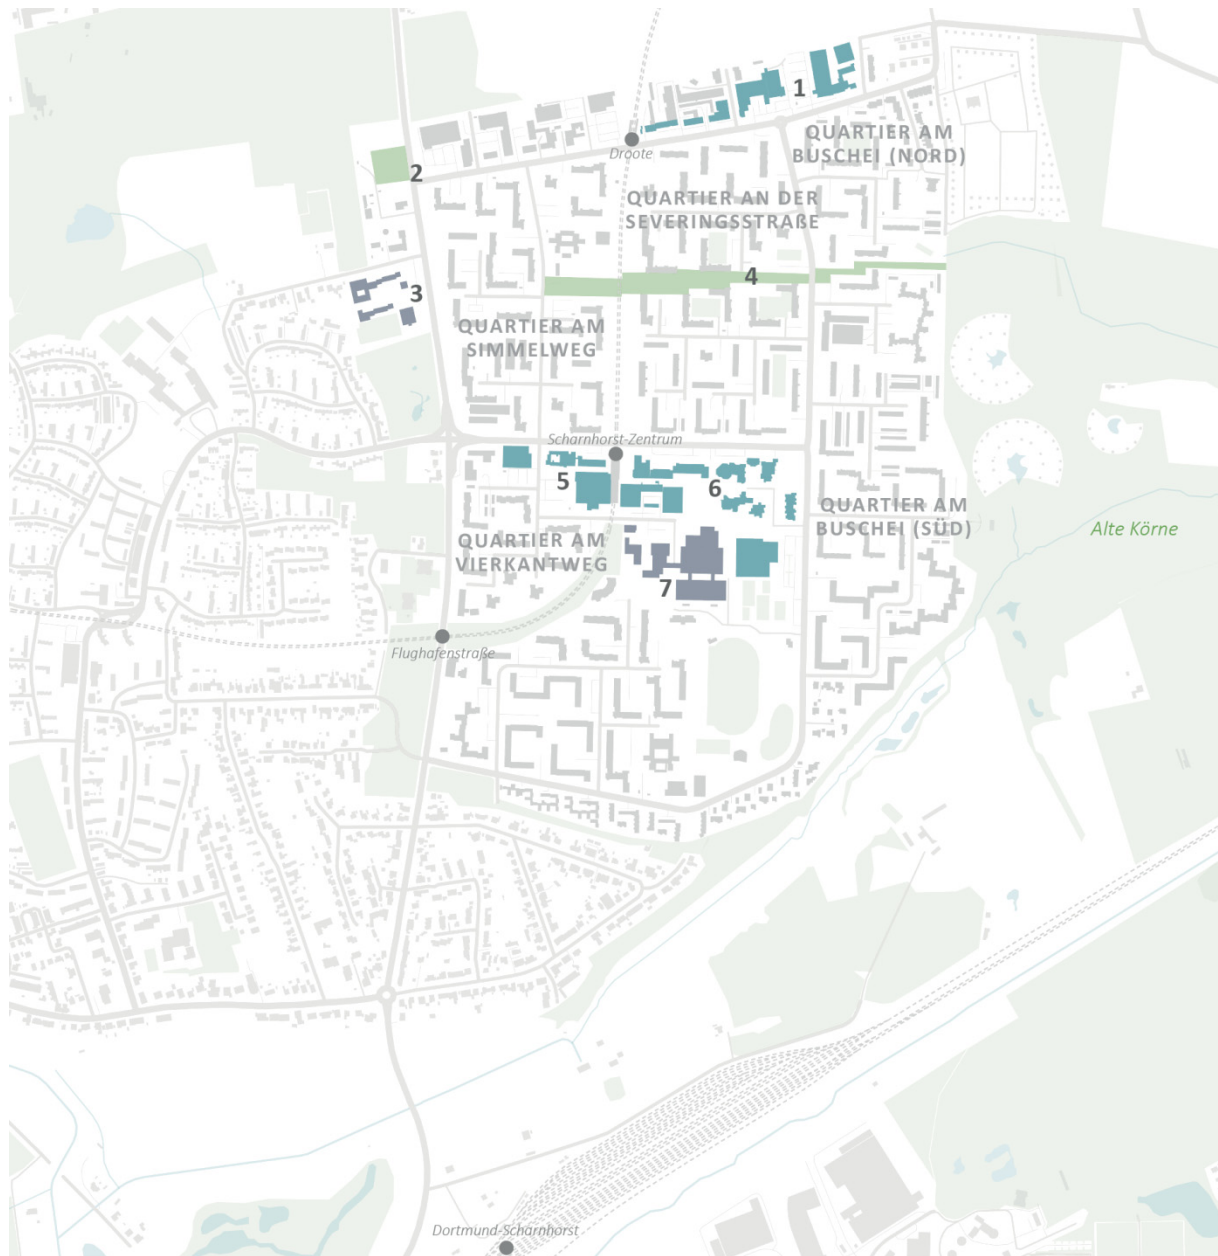 1
QUARTIER AM
BUSCHEI (NORD)
Droote
2
QUARTIER AN DER
SEVERINGSSTRAßE
4
3
QUARTIER AM
SIMMELWEG
Scharnhorst-Zentrum
5
6
QUARTIER AM
BUSCHEI (SÜD)
Alte Körne
QUARTIER AM
VIERKANTWEG
7
Flughafenstraße
Dortmund-Scharnhorst